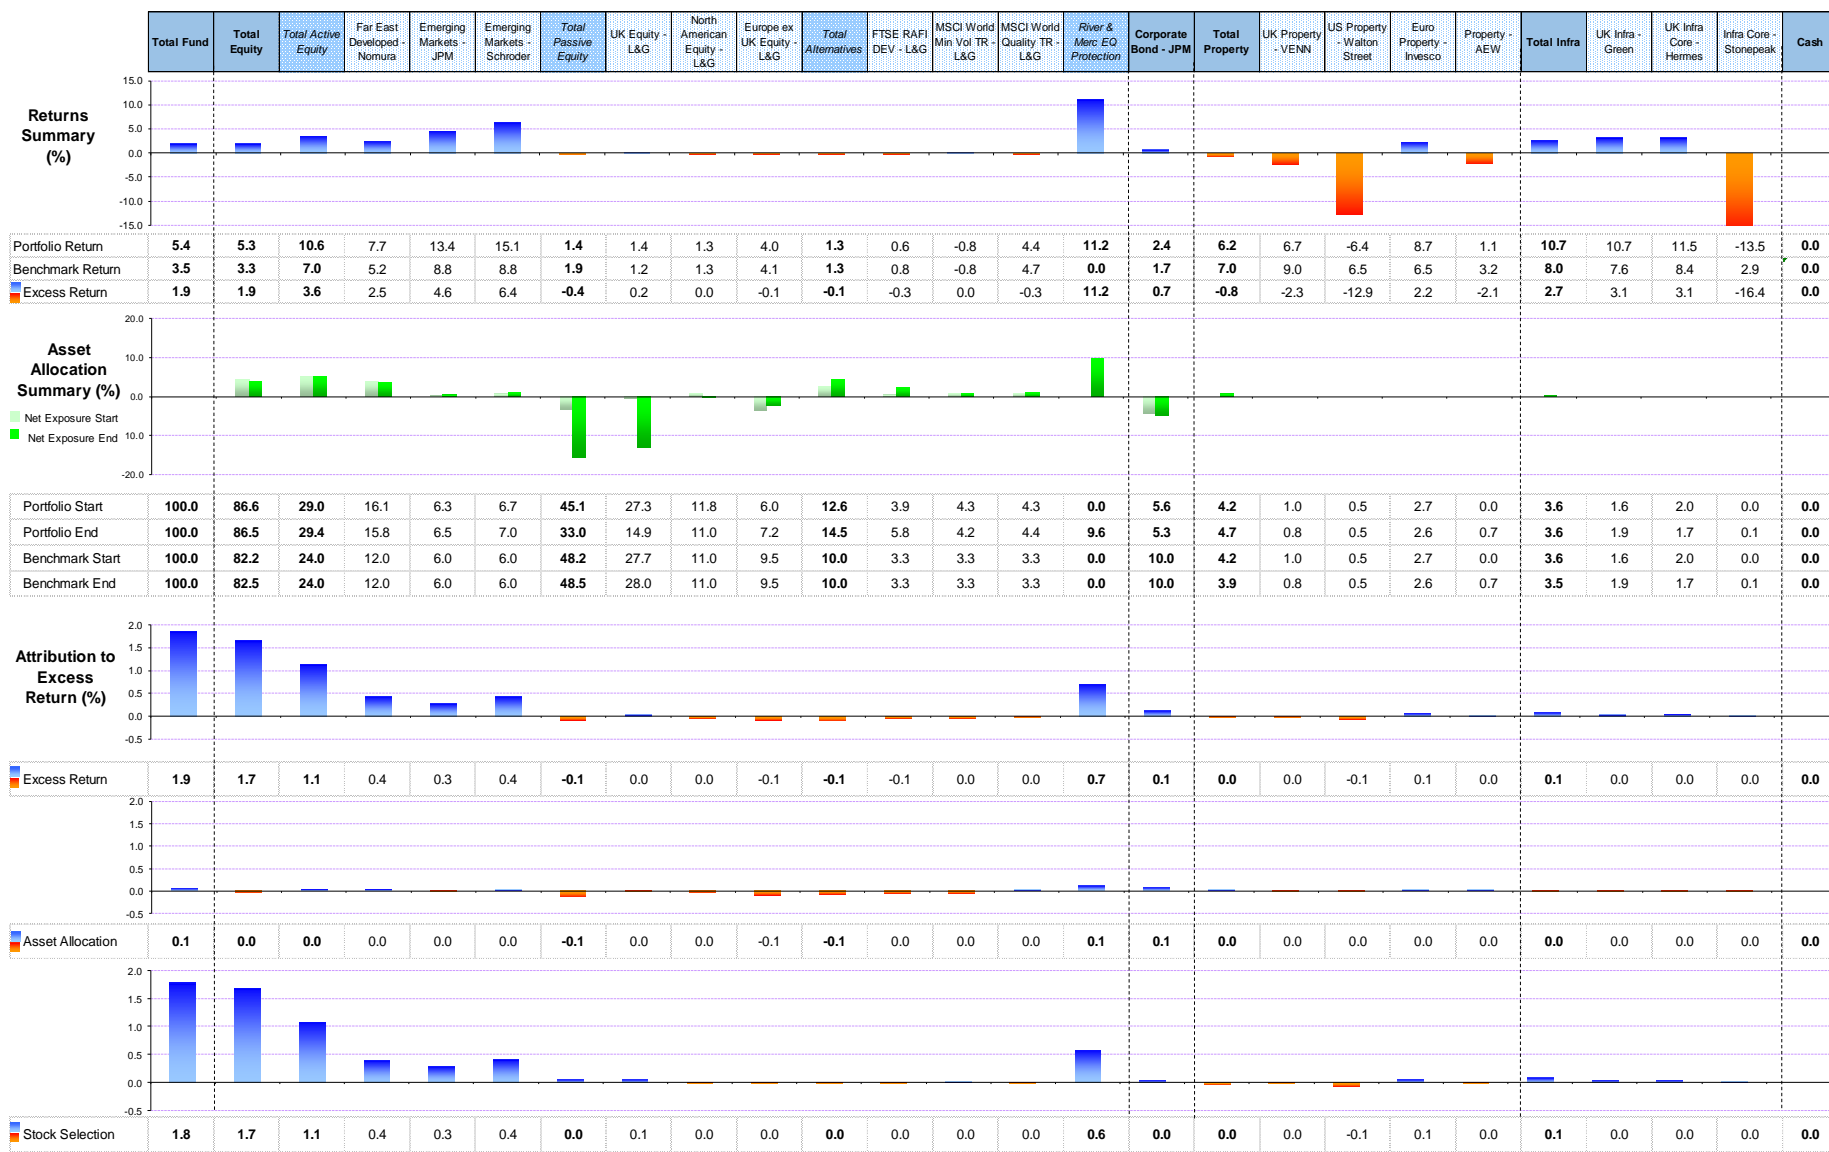 Total Fund Total Equity Total Active Equity Far East Developed - Nomura Emerging Markets - JPM Emerging Markets - Schroder Total Passive Equity UK Equity - L&G North American Equity - L&G Europe ex UK Equity - L&G Total Alternatives FTSE RAFI DEV - L&G MSCI World Min Vol TR - L&G MSCI World Quality TR - L&G River & Merc EQ Protection Corporate Bond - JPM Total Property UK Property - VENN US Property - Walton Street Euro Property - Invesco Property - AEW Total Infra UK Infra - Green UK Infra Core - Hermes Infra Core - Stonepeak Cash
Returns Summary (%)
15.0
10.0
5.0
0.0
-5.0
-10.0
-15.0
Portfolio Return 5.4 5.3 10.6 7.7 13.4 15.1 1.4 1.4 1.3 4.0 1.3 0.6 -0.8 4.4 11.2 2.4 6.2 6.7 -6.4 8.7 1.1 10.7 10.7 11.5 -13.5 0.0
Benchmark Return 3.5 3.3 7.0 5.2 8.8 8.8 1.9 1.2 1.3 4.1 1.3 0.8 -0.8 4.7 0.0 1.7 7.0 9.0 6.5 6.5 3.2 8.0 7.6 8.4 2.9 0.0
Excess Return 1.9 1.9 3.6 2.5 4.6 6.4 -0.4 0.2 0.0 -0.1 -0.1 -0.3 0.0 -0.3 11.2 0.7 -0.8 -2.3 -12.9 2.2 -2.1 2.7 3.1 3.1 -16.4 0.0
Asset Allocation Summary (%)
Net Exposure Start
Net Exposure End
20.0
10.0
0.0
10.0
-20.0
Portfolio Start 100.0 86.6 29.0 16.1 6.3 6.7 45.1 27.3 11.8 6.0 12.6 3.9 4.3 4.3 0.0 5.6 4.2 1.0 0.5 2.7 0.0 3.6 1.6 2.0 0.0 0.0
Portfolio End 100.0 86.5 29.4 15.8 6.5 7.0 33.0 14.9 11.0 7.2 14.5 5.8 4.2 4.4 9.6 5.3 4.7 0.8 0.5 2.6 0.7 3.6 1.9 1.7 0.1 0.0
Benchmark Start 100.0 82.2 24.0 12.0 6.0 6.0 48.2 27.7 11.0 9.5 10.0 3.3 3.3 3.3 0.0 10.0 4.2 1.0 0.5 2.7 0.0 3.6 1.6 2.0 0.0 0.0
Benchmark End 100.0 82.5 24.0 12.0 6.0 6.0 48.5 28.0 11.0 9.5 10.0 3.3 3.3 3.3 0.0 10.0 3.9 0.8 0.5 2.6 0.7 3.5 1.9 1.7 0.1 0.0
Attribution to Excess Return (%)
2.0
1.5
1.0
0.5
0.0
-0.5
Excess Return 1.9 1.7 1.1 0.4 0.3 0.4 -0.1 0.0 0.0 -0.1 -0.1 -0.1 0.0 0.0 0.7 0.1 0.0 0.0 -0.1 0.1 0.0 0.1 0.0 0.0 0.0 0.0
2.0
1.5
1.0
0.5
0.0
-0.5
Asset Allocation 0.1 0.0 0.0 0.0 0.0 0.0 -0.1 0.0 0.0 -0.1 -0.1 0.0 0.0 0.0 0.1 0.1 0.0 0.0 0.0 0.0 0.0 0.0 0.0 0.0 0.0 0.0
2.0
1.5
1.0
0.5
0.0
-0.5
Stock Selection 1.8 1.7 1.1 0.4 0.3 0.4 0.0 0.1 0.0 0.0 0.0 0.0 0.0 0.0 0.6 0.0 0.0 0.0 -0.1 0.1 0.0 0.1 0.0 0.0 0.0 0.0